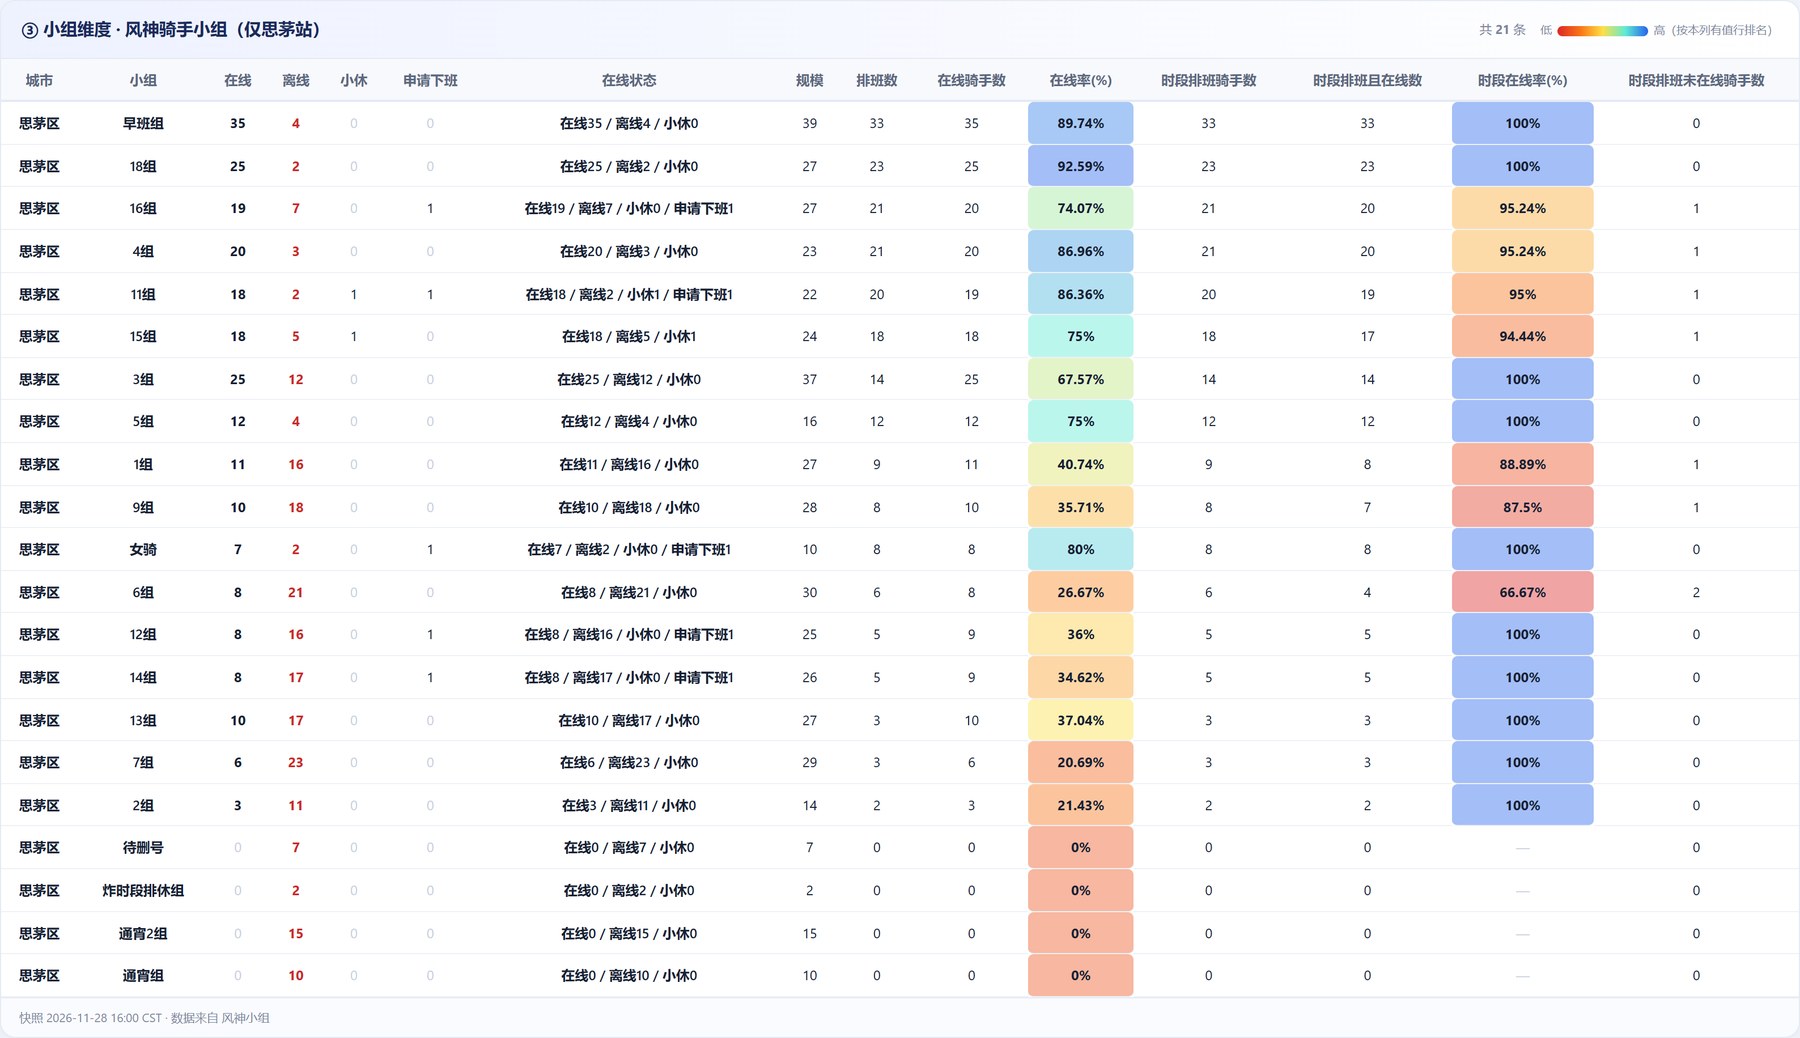 ③ 小组维度 · 风神骑手小组（仅思茅站）
共 21 条 低 高 (按本列有值行排名)
城市 小组 在线 离线 小休 申请下班 在线状态 规模 排班数 在线骑手数 在线率(%) 时段排班骑手数 时段排班且在线数 时段在线率(%) 时段排班未在线骑手数
思茅区 早班组 35 4 0 0 在线35 / 离线4 / 小休0 39 33 35 89.74% 33 33 100% 0
思茅区 18组 25 2 0 0 在线25 / 离线2 / 小休0 27 23 25 92.59% 23 23 100% 0
思茅区 16组 19 7 0 1 在线19 / 离线7 / 小休0 / 申请下班1 27 21 20 74.07% 21 20 95.24% 1
思茅区 4组 20 3 0 0 在线20 / 离线3 / 小休0 23 21 20 86.96% 21 20 95.24% 1
思茅区 11组 18 2 1 1 在线18 / 离线2 / 小休1 / 申请下班1 22 20 19 86.36% 20 19 95% 1
思茅区 15组 18 5 1 0 在线18 / 离线5 / 小休1 24 18 18 75% 18 17 94.44% 1
思茅区 3组 25 12 0 0 在线25 / 离线12 / 小休0 37 14 25 67.57% 14 14 100% 0
思茅区 5组 12 4 0 0 在线12 / 离线4 / 小休0 16 12 12 75% 12 12 100% 0
思茅区 1组 11 16 0 0 在线11 / 离线16 / 小休0 27 9 11 40.74% 9 8 88.89% 1
思茅区 9组 10 18 0 0 在线10 / 离线18 / 小休0 28 8 10 35.71% 8 7 87.5% 1
思茅区 女骑 7 2 0 1 在线7 / 离线2 / 小休0 / 申请下班1 10 8 8 80% 8 8 100% 0
思茅区 6组 8 21 0 0 在线8 / 离线21 / 小休0 30 6 8 26.67% 6 4 66.67% 2
思茅区 12组 8 16 0 1 在线8 / 离线16 / 小休0 / 申请下班1 25 5 9 36% 5 5 100% 0
思茅区 14组 8 17 0 1 在线8 / 离线17 / 小休0 / 申请下班1 26 5 9 34.62% 5 5 100% 0
思茅区 13组 10 17 0 0 在线10 / 离线17 / 小休0 27 3 10 37.04% 3 3 100% 0
思茅区 7组 6 23 0 0 在线6 / 离线23 / 小休0 29 3 6 20.69% 3 3 100% 0
思茅区 2组 3 11 0 0 在线3 / 离线11 / 小休0 14 2 3 21.43% 2 2 100% 0
思茅区 待删号 0 7 0 0 在线0 / 离线7 / 小休0 7 0 0 0% 0 0 — 0
思茅区 炸时段排休组 0 2 0 0 在线0 / 离线2 / 小休0 2 0 0 0% 0 0 — 0
思茅区 通宵2组 0 15 0 0 在线0 / 离线15 / 小休0 15 0 0 0% 0 0 — 0
思茅区 通宵组 0 10 0 0 在线0 / 离线10 / 小休0 10 0 0 0% 0 0 — 0
快照 2026-11-28 16:00 CST · 数据来自 风神小组